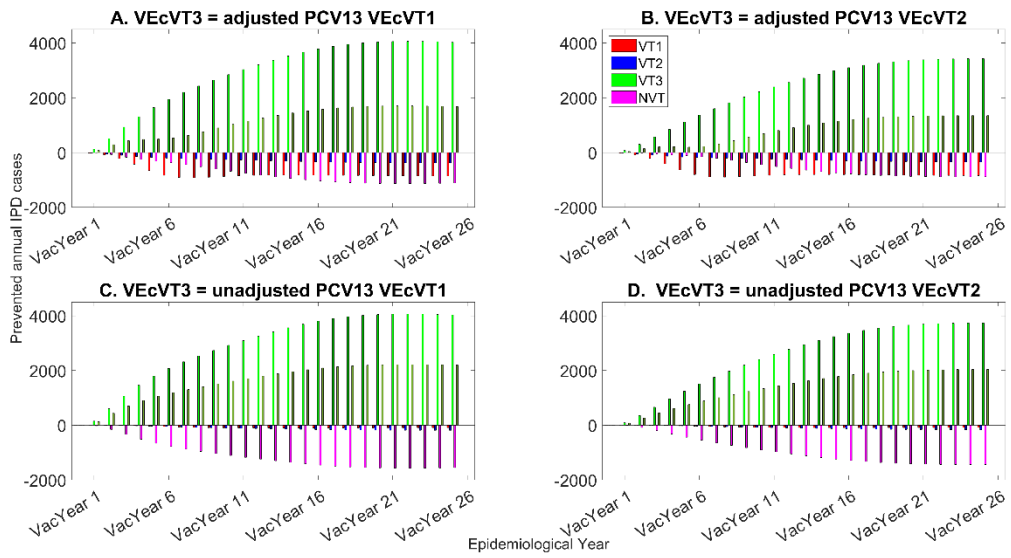 A. VEcVT3 = adjusted PCV13 VEcVT1
4000
2000
0
-2000
VacYear 1
VacYear 6
VacYear 11
VacYear 16
VacYear 21
VacYear 26
B. VEcVT3 = adjusted PCV13 VEcVT2
VT1
VT2
VT3
NVT
4000
2000
0
-2000
VacYear 1
VacYear 6
VacYear 11
VacYear 16
VacYear 21
VacYear 26
Prevented annual IPD cases
C. VEcVT3 = unadjusted PCV13 VEcVT1
4000
2000
0
-2000
VacYear 1
VacYear 6
VacYear 11
VacYear 16
VacYear 21
VacYear 26
D. VEcVT3 = unadjusted PCV13 VEcVT2
4000
2000
0
-2000
VacYear 1
VacYear 6
VacYear 11
VacYear 16
VacYear 21
VacYear 26
Epidemiological Year